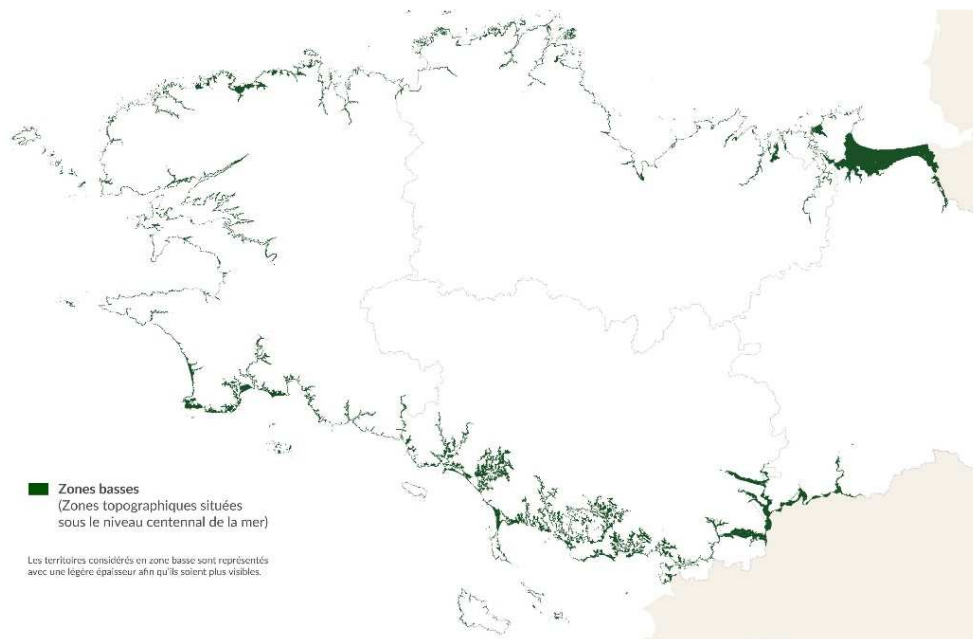 Zones basses
(Zones topographiques situées
sous le niveau centennal de la mer)
Les territoires considérés en zone basse sont représentés
avec une légère épaisseur afin qu'ils soient plus visibles.